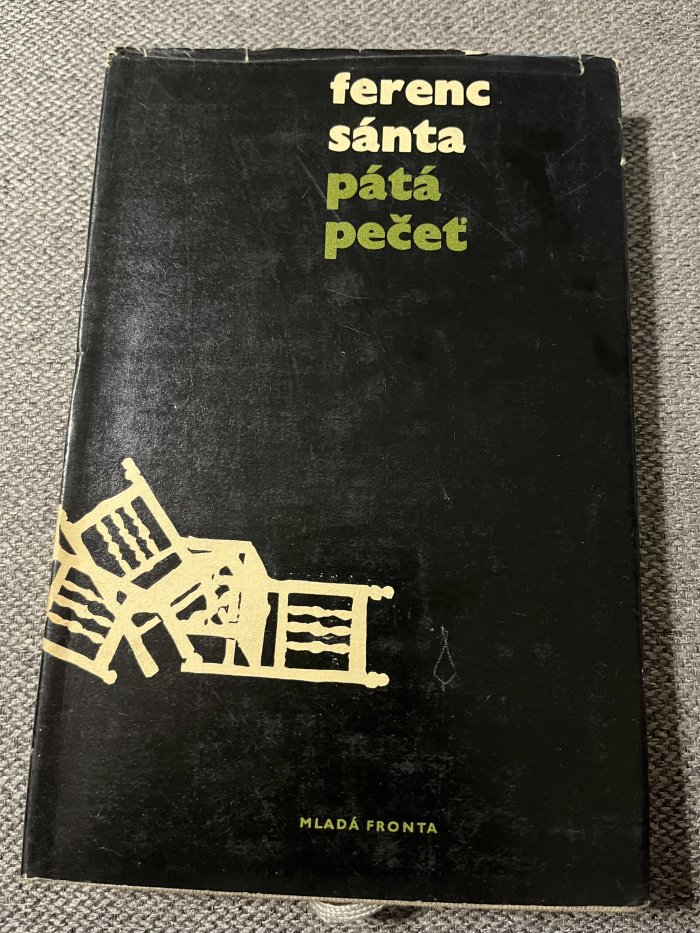 ferenc
sánta
pátá
pečeť
MLADÁ FRONTA